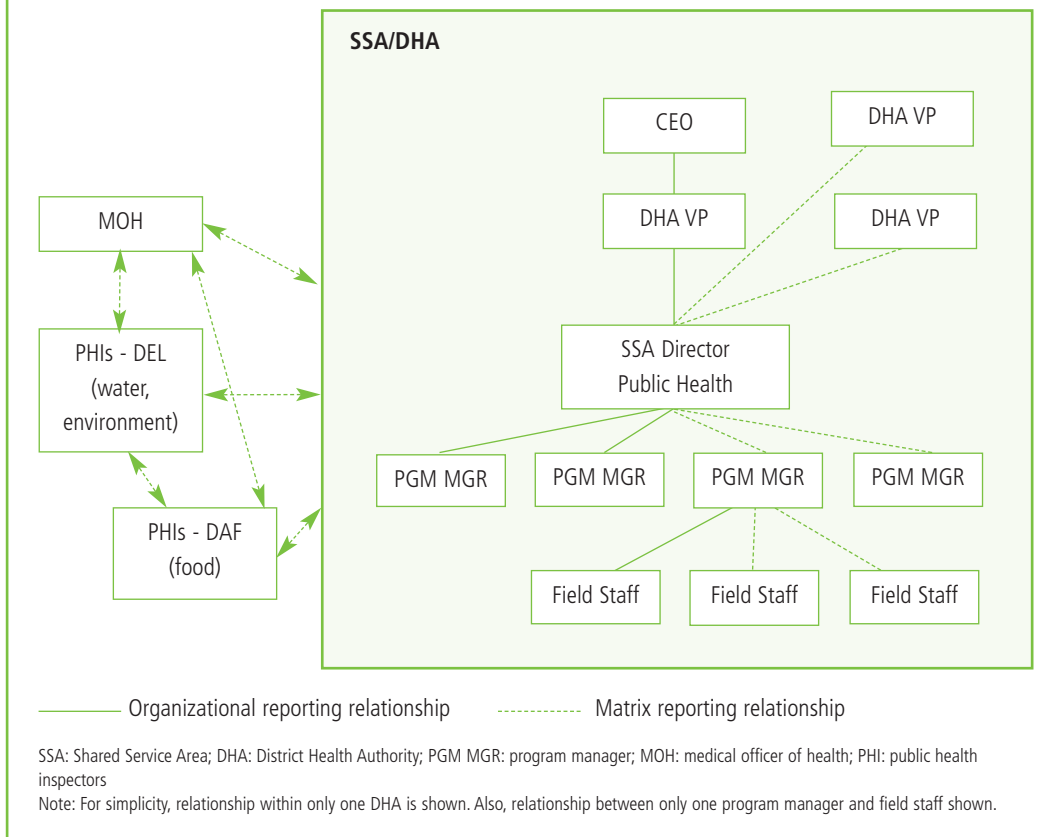 SSA/DHA
CEO
DHA VP
DHA VP
DHA VP
MOH
PHIs - DEL
(water,
environment)
PHIs - DAF
(food)
SSA Director
Public Health
PGM MGR
PGM MGR
PGM MGR
PGM MGR
Field Staff
Field Staff
Field Staff
Organizational reporting relationship
Matrix reporting relationship
SSA: Shared Service Area; DHA: District Health Authority; PGM MGR: program manager; MOH: medical officer of health; PHI: public health
inspectors
Note: For simplicity, relationship within only one DHA is shown. Also, relationship between only one program manager and field staff shown.